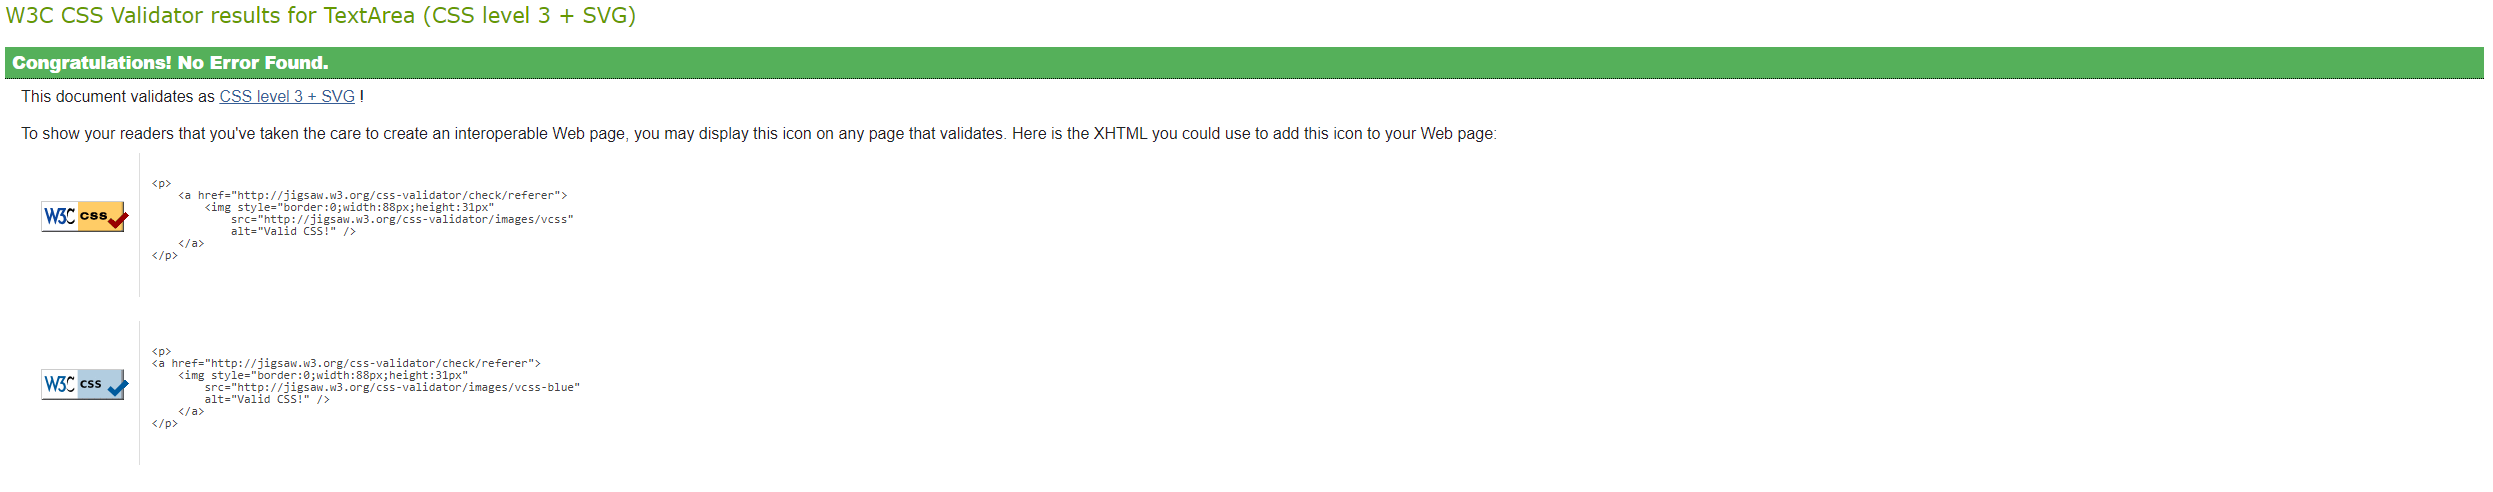 W3C CSS Validator results for TextArea (CSS level 3 + SVG)
Congratulations! No Error Found.
This document validates as CSS level 3 + SVG !
To show your readers that you've taken the care to create an interoperable Web page, you may display this icon on any page that validates. Here is the XHTML you could use to add this icon to your Web page:
W3C css
<p>
    <a href="http://jigsaw.w3.org/css-validator/check/referer">
        <img style="border:0;width:88px;height:31px"
            src="http://jigsaw.w3.org/css-validator/images/vcss"
            alt="Valid CSS!" />
    </a>
</p>
W3C css
<p>
<a href="http://jigsaw.w3.org/css-validator/check/referer">
    <img style="border:0;width:88px;height:31px"
        src="http://jigsaw.w3.org/css-validator/images/vcss-blue"
        alt="Valid CSS!" />
    </a>
</p>